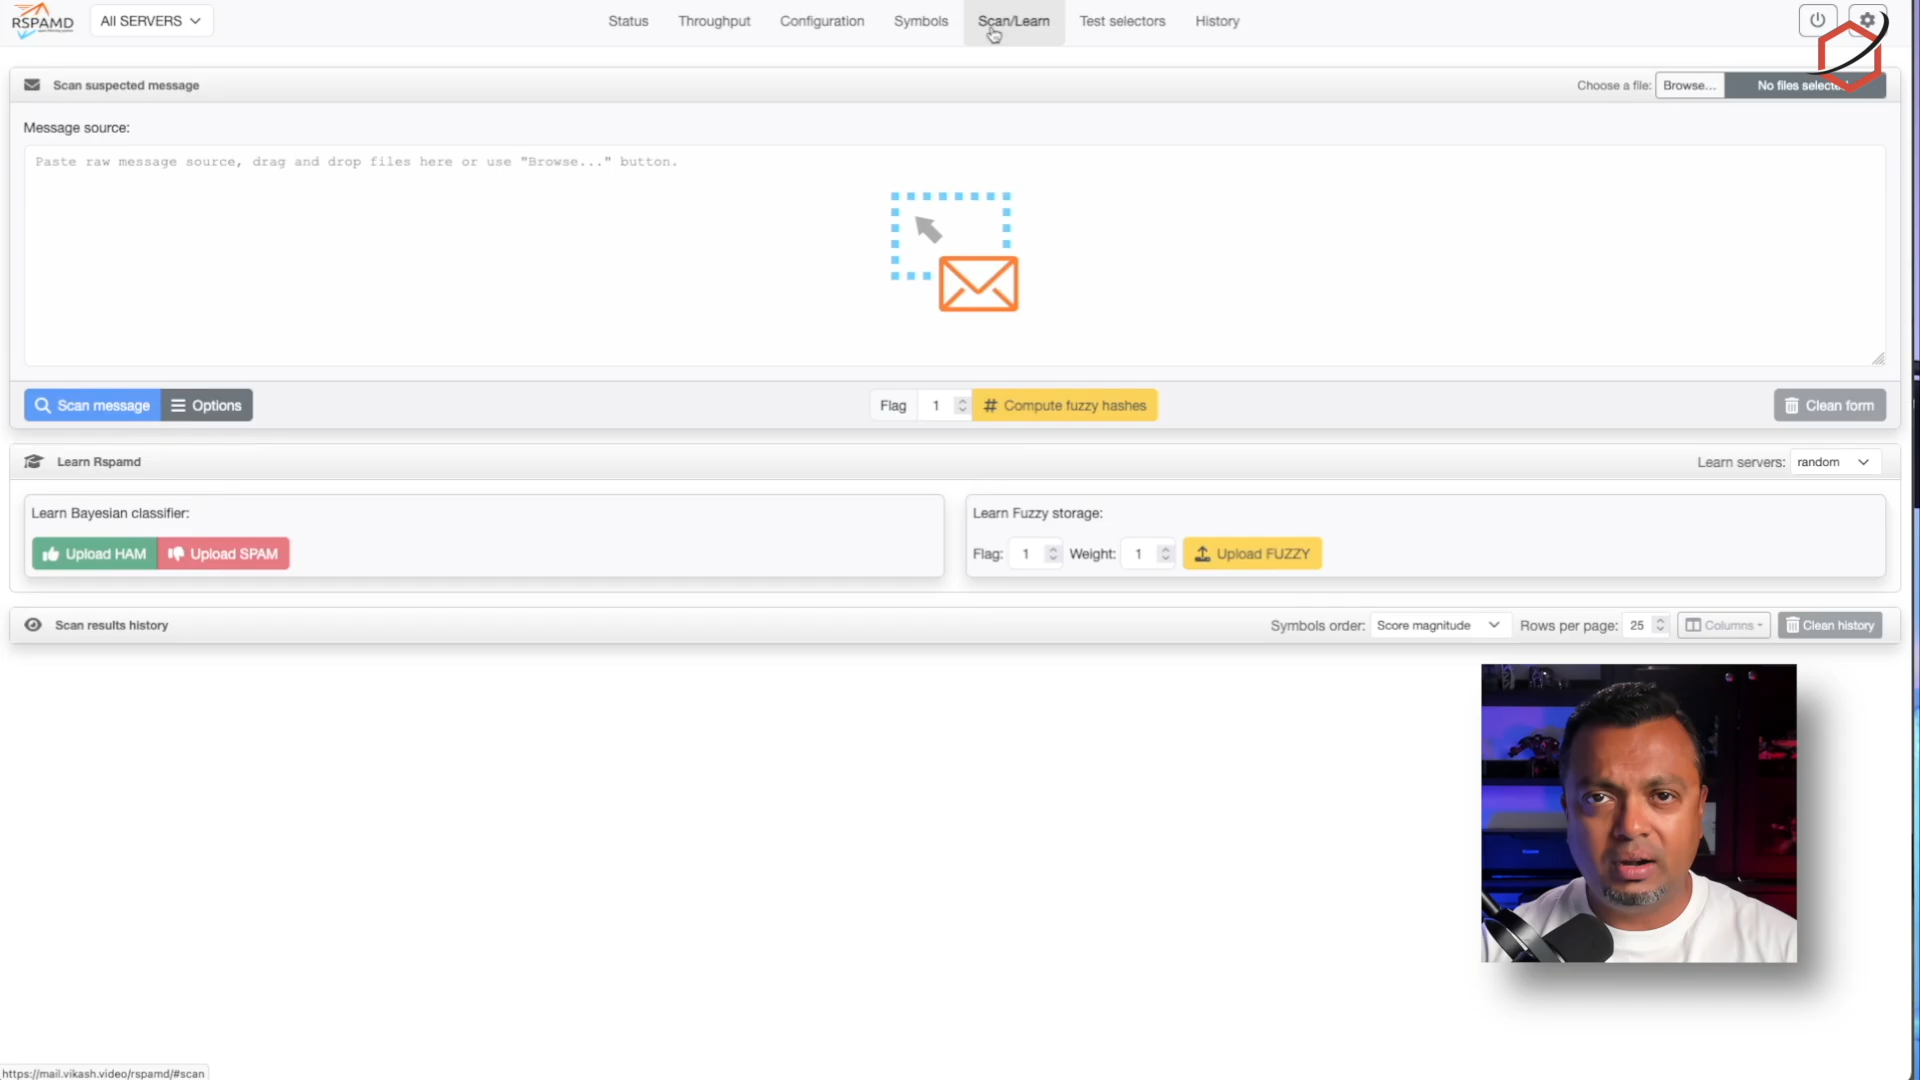 RSPAMD
All SERVERS
Status
Throughput
Configuration
Symbols
Scan/Learn
Test selectors
History
Scan suspected message
Choose a file:
Browse...
No files selected
Message source:
Paste raw message source, drag and drop files here or use "Browse..." button.
Scan message
Options
Flag
1
# Compute fuzzy hashes
Clean form
Learn Rspamd
Learn servers:
random
Learn Bayesian classifier:
Upload HAM
Upload SPAM
Learn Fuzzy storage:
Flag:
1
Weight:
1
Upload FUZZY
Scan results history
Symbols order:
Score magnitude
Rows per page:
25
Columns
Clean history
https://mail.vikash.video/rspamd/#scan